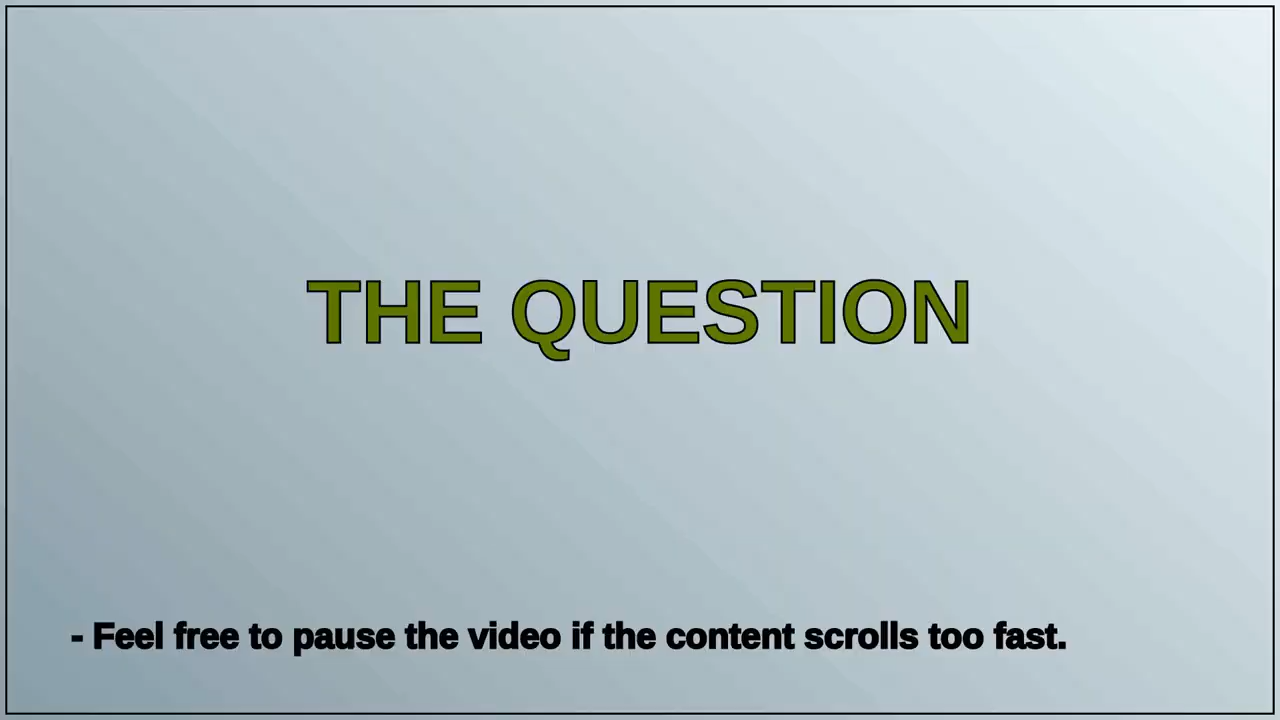 THE QUESTION
- Feel free to pause the video if the content scrolls too fast.